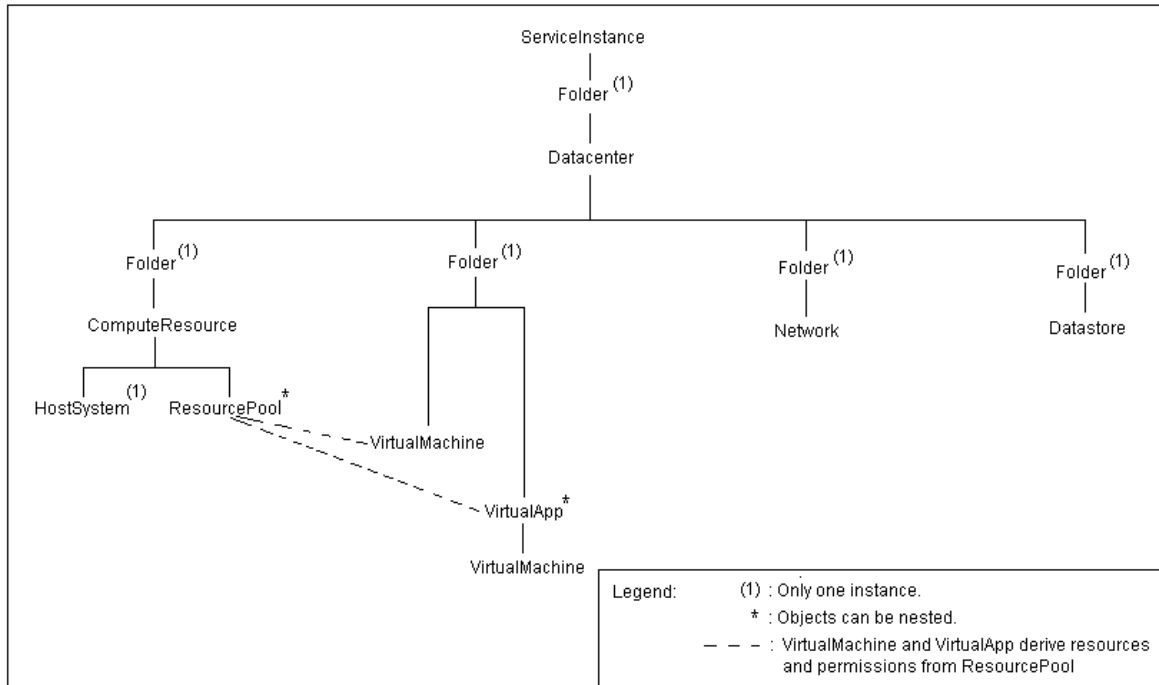 ServiceInstance
Folder (1)
Datacenter
Folder (1)
Folder (1)
Folder (1)
Folder (1)
ComputeResource
Network
Datastore
HostSystem (1)
ResourcePool *
VirtualMachine
VirtualApp *
VirtualMachine
Legend: (1) : Only one instance.
* : Objects can be nested.
– – – : VirtualMachine and VirtualApp derive resources
and permissions from ResourcePool